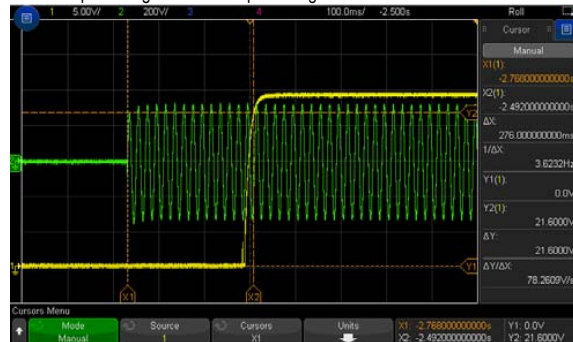 1 5.00V/ 2 200V/ 3 4 100.0ms/ -2.500s Roll
Cursor
Manual
X1(1):
-2.768000000000s
X2(1):
-2.492000000000s
ΔX:
276.00000000000ms
1/ΔX:
3.6232Hz
Y1(1):
0.0V
Y2(1):
21.6000V
ΔY:
21.6000V
ΔY/ΔX:
78.2609V/s
Y2
Y1
X1 X2
Cursors Menu
Mode Source Cursors Units X1: -2.768000000000s Y1: 0.0V
Manual 1 X1 X2: -2.492000000000s Y2: 21.6000V